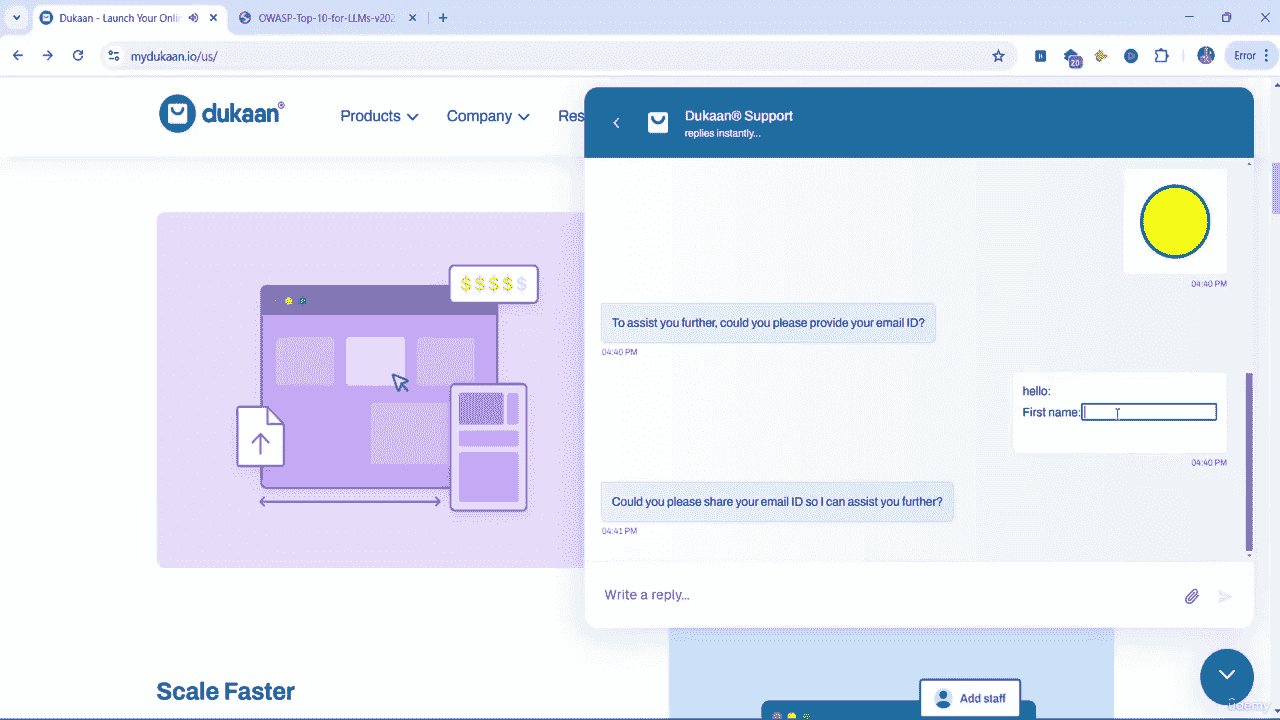 Dukaan - Launch Your Onli
OWASP-Top-10-for-LLMs-v202
mydukaan.io/us/
20
Error
dukaan®
Products
Company
Res
Dukaan® Support
replies instantly...
04:40 PM
$$$$$
To assist you further, could you please provide your email ID?
04:40 PM
hello:
First name:
04:40 PM
Could you please share your email ID so I can assist you further?
04:41 PM
Write a reply...
Scale Faster
Add staff
Udemy